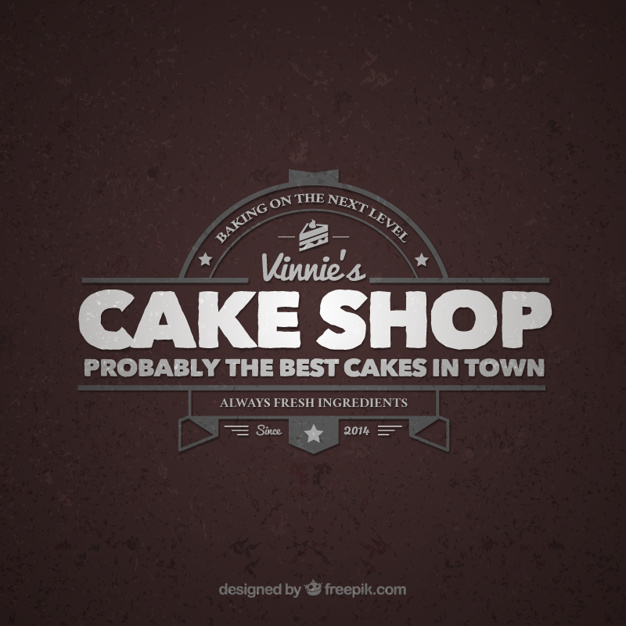 BAKING ON THE NEXT LEVEL
Vinnie's
CAKE SHOP
PROBABLY THE BEST CAKES IN TOWN
ALWAYS FRESH INGREDIENTS
Since 2014
designed by freepik.com